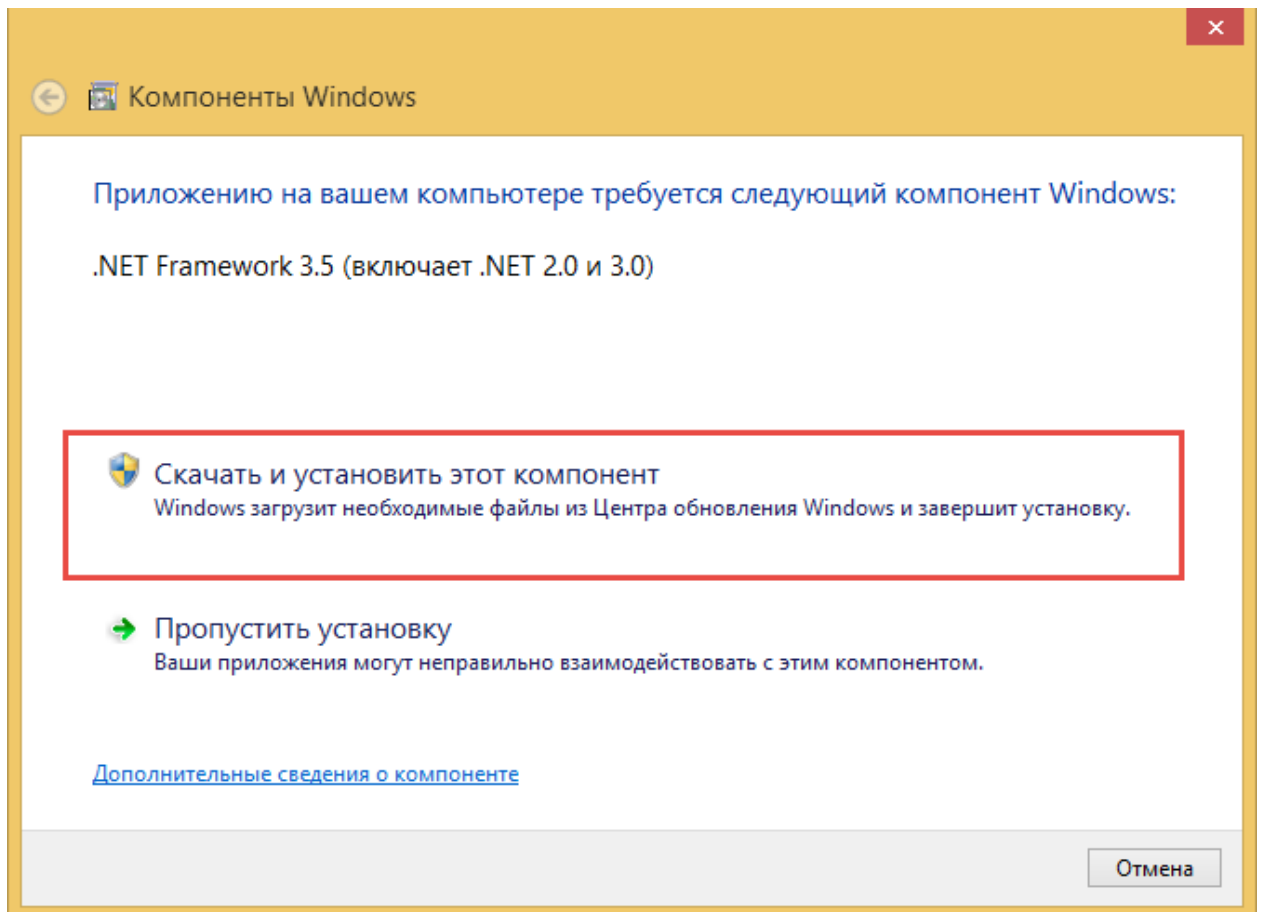 Компоненты Windows
Приложению на вашем компьютере требуется следующий компонент Windows:
.NET Framework 3.5 (включает .NET 2.0 и 3.0)
Скачать и установить этот компонент
Windows загрузит необходимые файлы из Центра обновления Windows и завершит установку.
Пропустить установку
Ваши приложения могут неправильно взаимодействовать с этим компонентом.
Дополнительные сведения о компоненте
Отмена